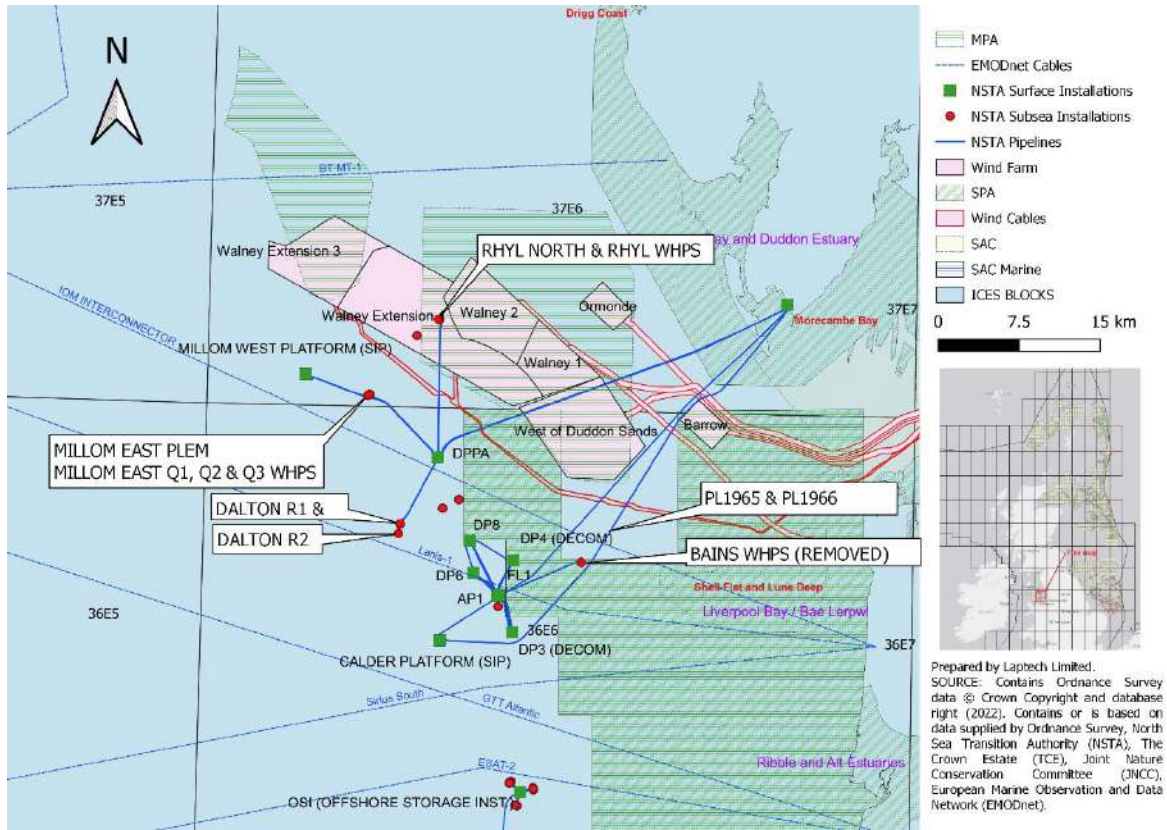 Drigg Coast
N
BT-MT-1
37E5
37E6
Walney Extension 3
RHYL NORTH & RHYL WHPS
ay and Duddon Estuary
IOM INTERCONNECTOR
Walney Extension
Walney 2
Ormonde
37E7
Morecambe Bay
MILLOM WEST PLATFORM (SIP)
Walney 1
West of Duddon Sands
Barrow
MILLOM EAST PLEM
MILLOM EAST Q1, Q2 & Q3 WHPS
DPPA
DALTON R1 &
DALTON R2
PL1965 & PL1966
DP8
DP4 (DECOM)
BAINS WHPS (REMOVED)
Lanis-1
DP6
FL1
Shell-Flat and Lune Deep
AP1
Liverpool Bay / Bae Lerpwl
36E5
36E6
36E7
DP3 (DECOM)
CALDER PLATFORM (SIP)
Sirius South
GTT Atlantic
ESAT-2
Ribble and Alt Estuaries
OSI (OFFSHORE STORAGE INST.)
MPA
EMODnet Cables
NSTA Surface Installations
NSTA Subsea Installations
NSTA Pipelines
Wind Farm
SPA
Wind Cables
SAC
SAC Marine
ICES BLOCKS
0 7.5 15 km
Prepared by Laptech Limited.
SOURCE: Contains Ordnance Survey
data © Crown Copyright and database
right (2022). Contains or is based on
data supplied by Ordnance Survey, North
Sea Transition Authority (NSTA), The
Crown Estate (TCE), Joint Nature
Conservation Committee (JNCC),
European Marine Observation and Data
Network (EMODnet).